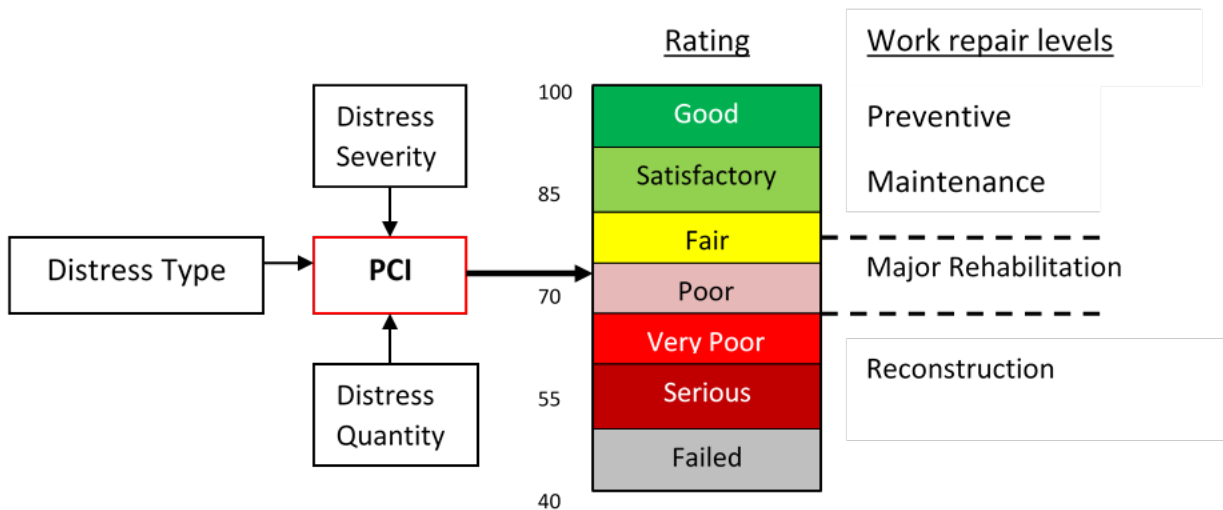 Rating
Work repair levels
100
Distress
Severity
Good
Preventive
Satisfactory
85
Maintenance
Distress Type
PCI
Fair
Major Rehabilitation
70
Poor
Very Poor
Distress
Quantity
55
Serious
Reconstruction
Failed
40